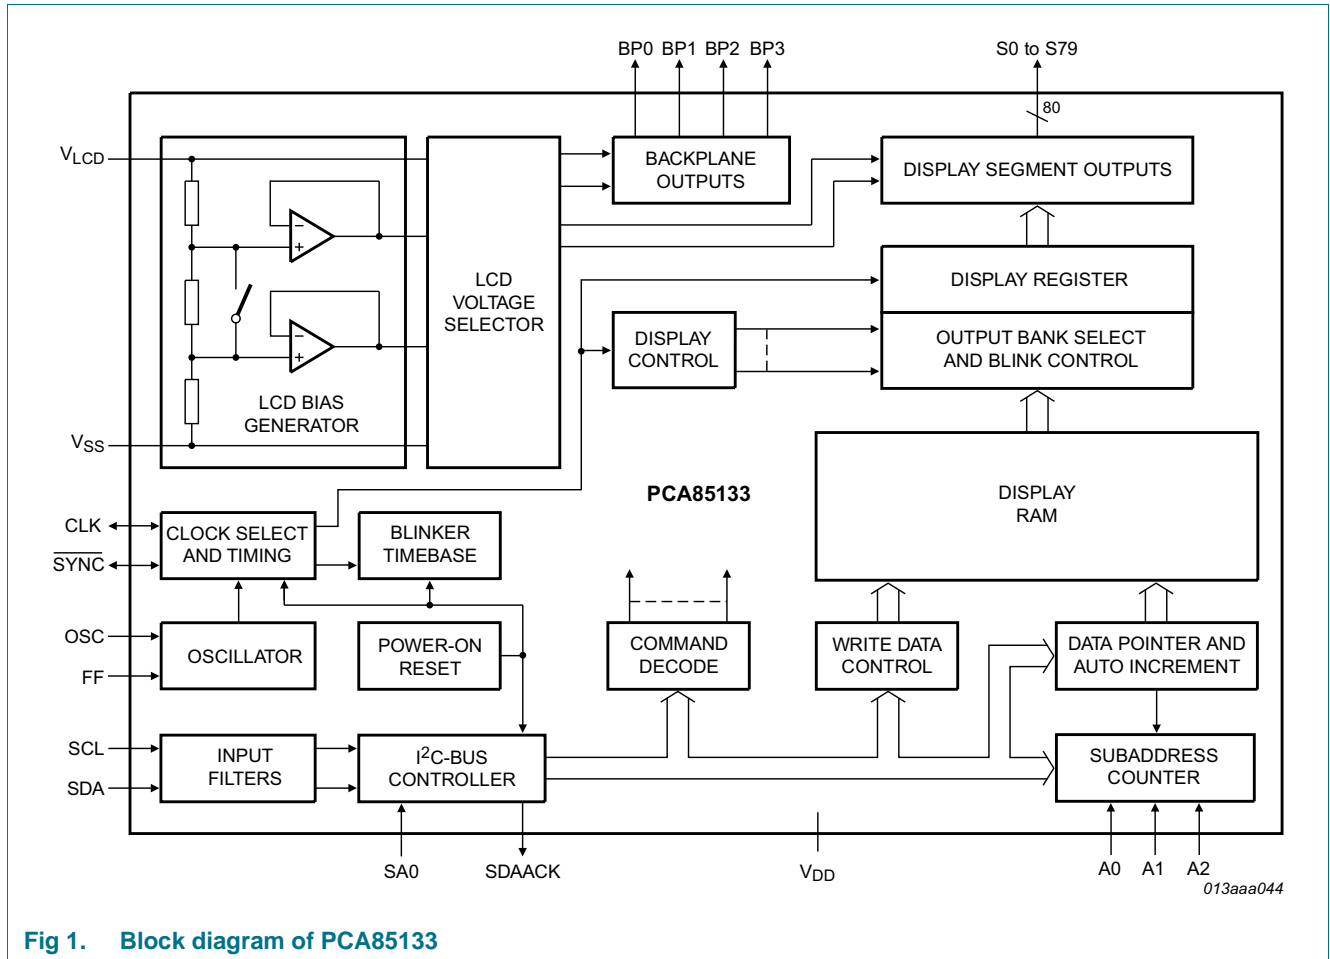 BP0 BP1 BP2 BP3
S0 to S79
80
VLCD
BACKPLANE
OUTPUTS
DISPLAY SEGMENT OUTPUTS
LCD
VOLTAGE
SELECTOR
DISPLAY REGISTER
DISPLAY
CONTROL
OUTPUT BANK SELECT
AND BLINK CONTROL
LCD BIAS
GENERATOR
VSS
PCA85133
DISPLAY
RAM
CLK
SYNC
CLOCK SELECT
AND TIMING
BLINKER
TIMEBASE
OSC
FF
OSCILLATOR
POWER-ON
RESET
COMMAND
DECODE
WRITE DATA
CONTROL
DATA POINTER AND
AUTO INCREMENT
SCL
SDA
INPUT
FILTERS
I2C-BUS
CONTROLLER
SUBADDRESS
COUNTER
SA0
SDAACK
VDD
A0 A1 A2
013aaa044
Fig 1. Block diagram of PCA85133